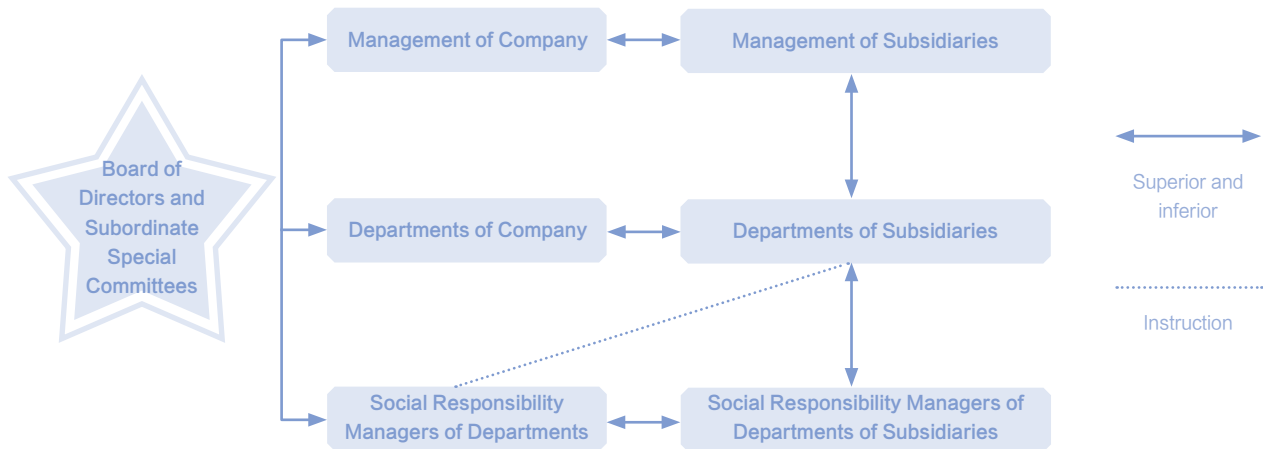 Management of Company
Management of Subsidiaries
Board of
Directors and
Subordinate
Special
Committees
Departments of Company
Departments of Subsidiaries
Social Responsibility
Managers of Departments
Social Responsibility Managers of
Departments of Subsidiaries
Superior and
inferior
Instruction